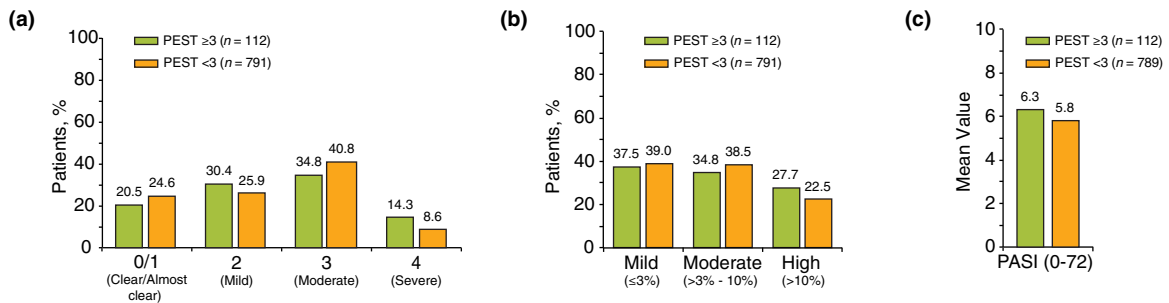 (a)
PEST ≥3 (n = 112)
PEST <3 (n = 791)
Patients, %
100
80
60
40
20
0
20.5 24.6 30.4 25.9 34.8 40.8 14.3 8.6
0/1 2 3 4
(Clear/Almost clear) (Mild) (Moderate) (Severe)
(b)
PEST ≥3 (n = 112)
PEST <3 (n = 791)
Patients, %
100
80
60
40
20
0
37.5 39.0 34.8 38.5 27.7 22.5
Mild Moderate High
(≤3%) (>3% - 10%) (>10%)
(c)
PEST ≥3 (n = 112)
PEST <3 (n = 789)
Mean Value
10
8
6
4
2
0
6.3 5.8
PASI (0-72)